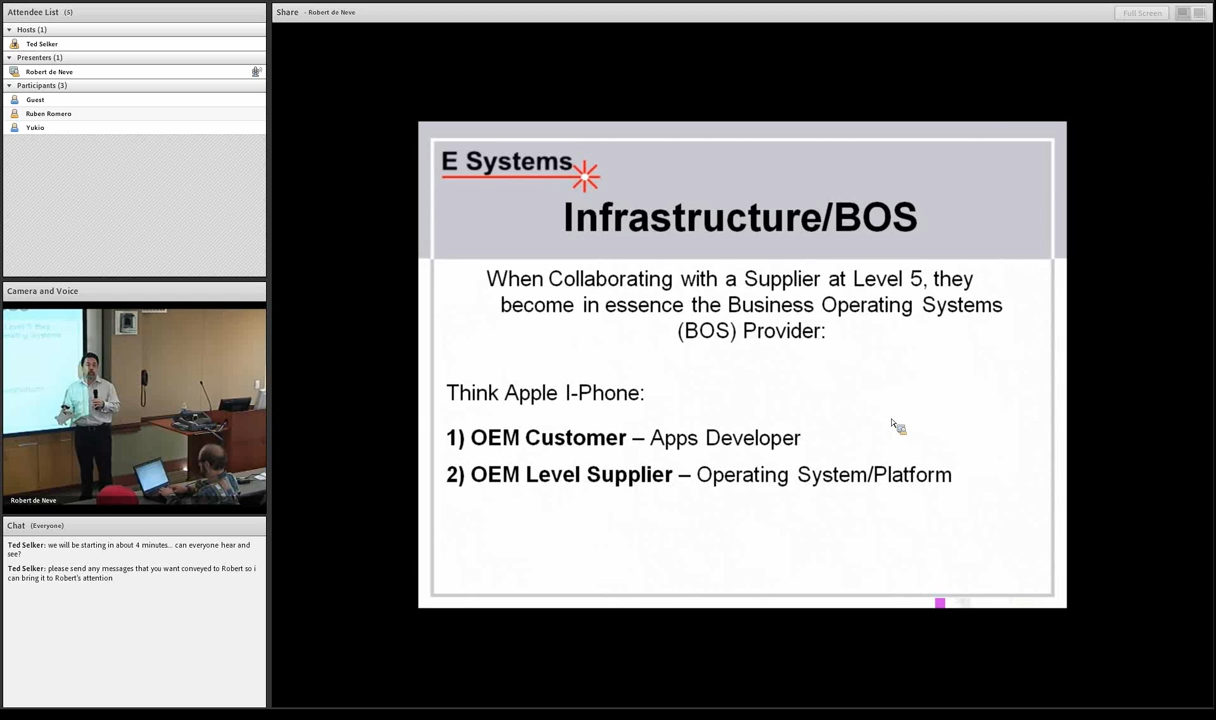 Attendee List (5)
Hosts (1)
Ted Selker
Presenters (1)
Robert de Neve
Participants (3)
Guest
Ruben Romero
Yukio
Camera and Voice
Robert de Neve
Chat (Everyone)
Ted Selker: we will be starting in about 4 minutes... can everyone hear and
see?
Ted Selker: please send any messages that you want conveyed to Robert so i
can bring it to Robert's attention
Share - Robert de Neve
Full Screen
E Systems
Infrastructure/BOS
When Collaborating with a Supplier at Level 5, they
become in essence the Business Operating Systems
(BOS) Provider:
Think Apple I-Phone:
1) OEM Customer – Apps Developer
2) OEM Level Supplier – Operating System/Platform